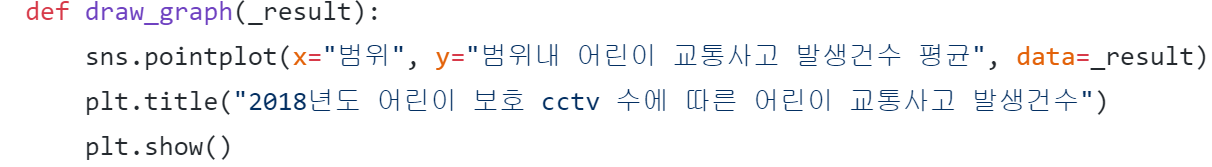 def draw_graph(_result):
    sns.pointplot(x="범위", y="범위내 어린이 교통사고 발생건수 평균", data=_result)
    plt.title("2018년도 어린이 보호 cctv 수에 따른 어린이 교통사고 발생건수")
    plt.show()